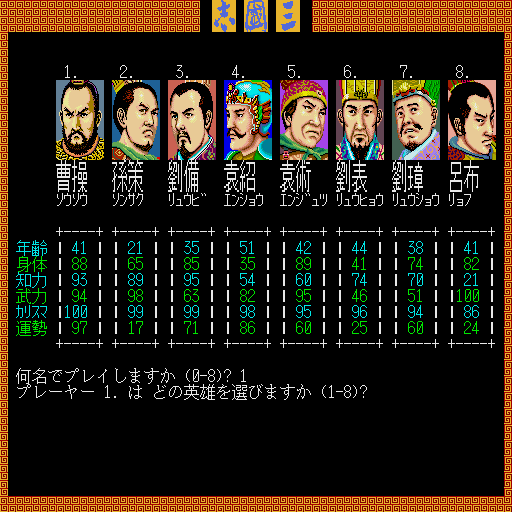 六國三
1. 2. 3. 4. 5. 6. 7. 8.
曹操 孫策 劉備 袁紹 袁術 劉表 劉璋 呂布
ソウソウ ソンサク リュウビ エンショウ エンジュツ リュウヒョウ リュウショウ リョフ
年齢 41 21 35 51 42 44 38 41
身体 88 65 85 35 89 41 74 82
知力 93 89 95 54 60 74 70 21
武力 94 98 63 82 95 46 51 100
カリスマ 100 99 99 98 95 96 94 86
運勢 97 17 71 86 60 25 60 24
何名でプレイしますか (0-8)? 1
プレーヤー 1. は どの英雄を選びますか (1-8)?